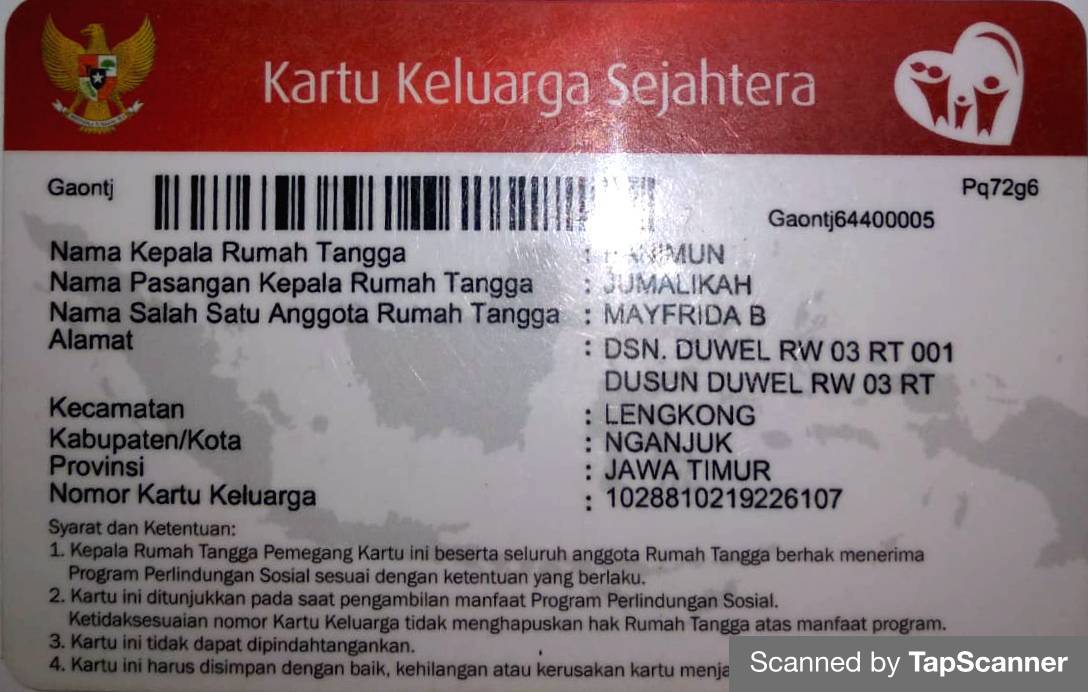 Kartu Keluarga Sejahtera
Gaontj
Pq72g6
Gaontj64400005
Nama Kepala Rumah Tangga :
Nama Pasangan Kepala Rumah Tangga : JUMALIKAH
Nama Salah Satu Anggota Rumah Tangga : MAYFRIDA B
Alamat : DSN. DUWEL RW 03 RT 001
DUSUN DUWEL RW 03 RT
Kecamatan : LENGKONG
Kabupaten/Kota : NGANJUK
Provinsi : JAWA TIMUR
Nomor Kartu Keluarga : 1028810219226107
Syarat dan Ketentuan:
1. Kepala Rumah Tangga Pemegang Kartu ini beserta seluruh anggota Rumah Tangga berhak menerima
Program Perlindungan Sosial sesuai dengan ketentuan yang berlaku.
2. Kartu ini ditunjukkan pada saat pengambilan manfaat Program Perlindungan Sosial.
Ketidaksesuaian nomor Kartu Keluarga tidak menghapuskan hak Rumah Tangga atas manfaat program.
3. Kartu ini tidak dapat dipindahtangankan.
4. Kartu ini harus disimpan dengan baik, kehilangan atau kerusakan kartu
Scanned by TapScanner